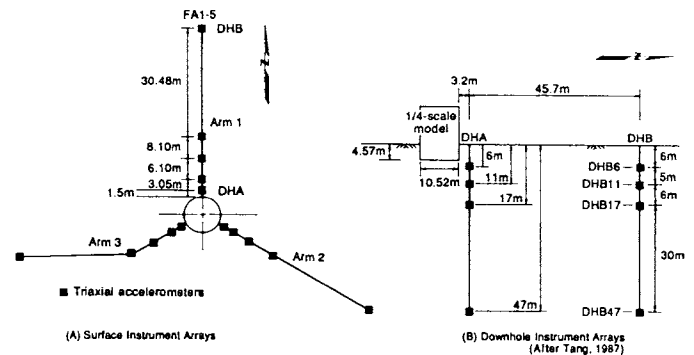 FA1-5
DHB
N
30.48m
Arm 1
8.10m
6.10m
3.05m
1.5m
DHA
Arm 3
Arm 2
■ Triaxial accelerometers
(A) Surface Instrument Arrays
N
3.2m
45.7m
1/4-scale
model
DHA
DHB
4.57m
6m
10.52m
11m
17m
47m
6m
DHB6
5m
DHB11
6m
DHB17
30m
DHB47
(B) Downhole Instrument Arrays
(After Tang, 1987)